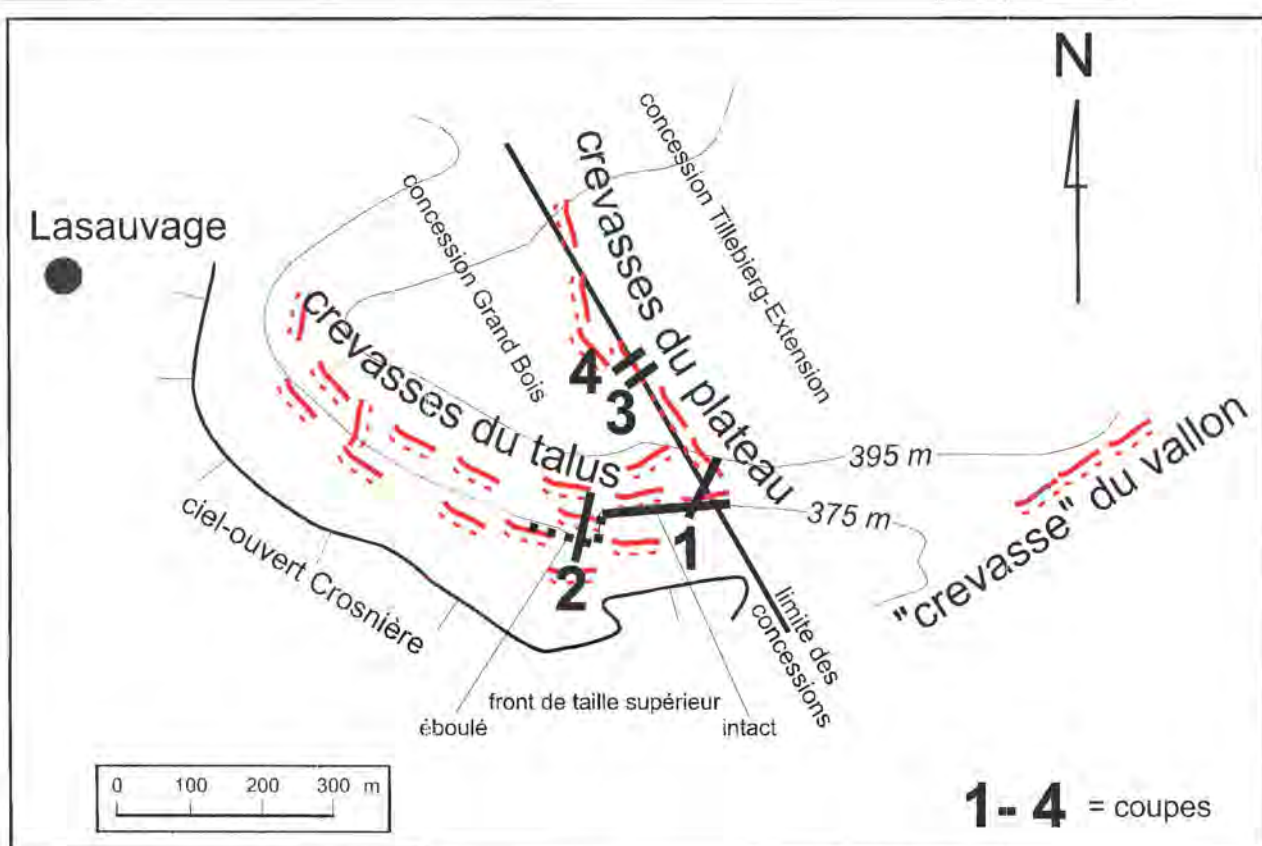 N
concession Tillebierg-Extension
crevasses du plateau
concession Grand Bois
Lasauvage
crevasses du talus
4
3
395 m
375 m
"crevasse" du vallon
1
2
ciel-ouvert Crosnière
limite des
concessions
front de taille supérieur
éboulé
intact
0 100 200 300 m
1- 4 = coupes